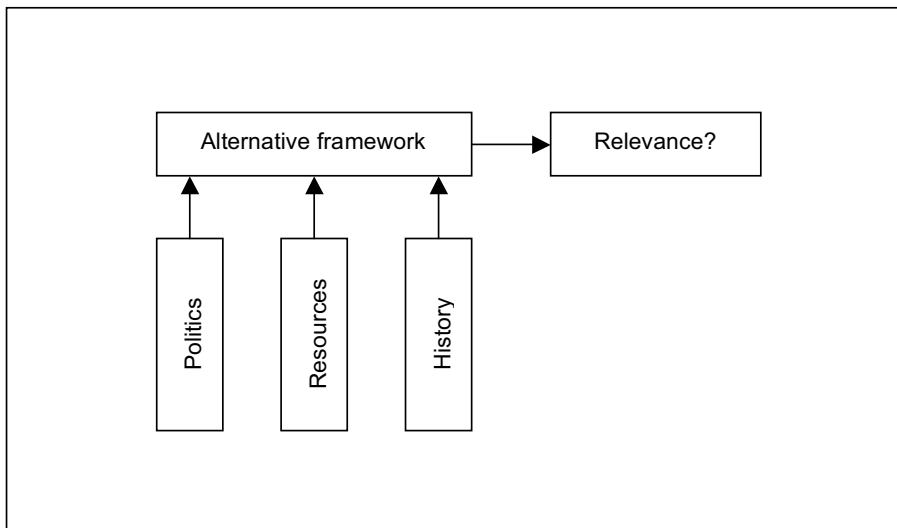 Alternative framework
Relevance?
Politics
Resources
History